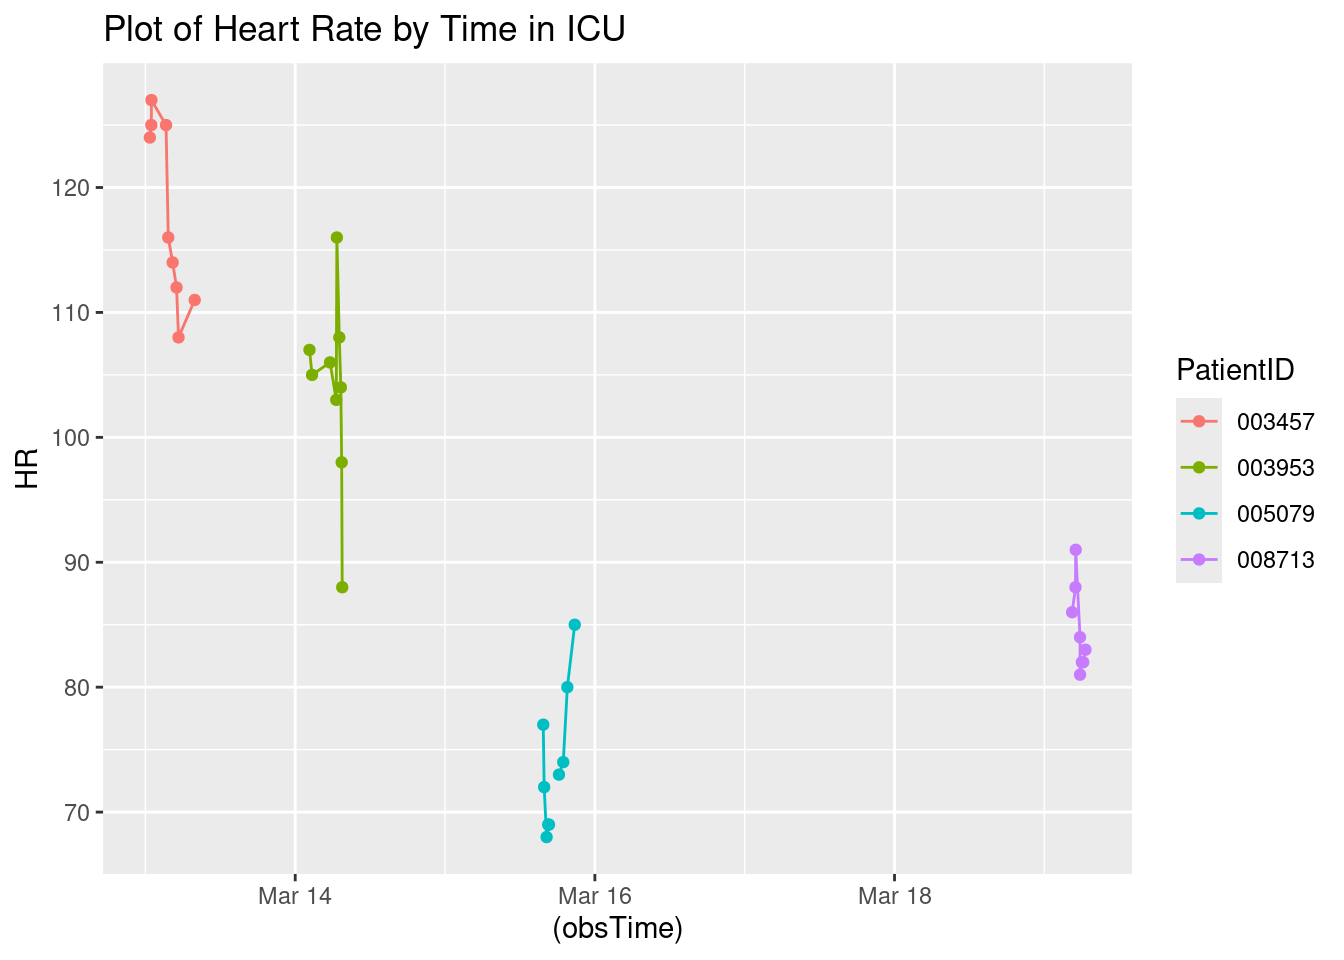 Plot of Heart Rate by Time in ICU
HR
120
110
100
90
80
70
Mar 14
Mar 16
Mar 18
(obsTime)
PatientID
003457
003953
005079
008713